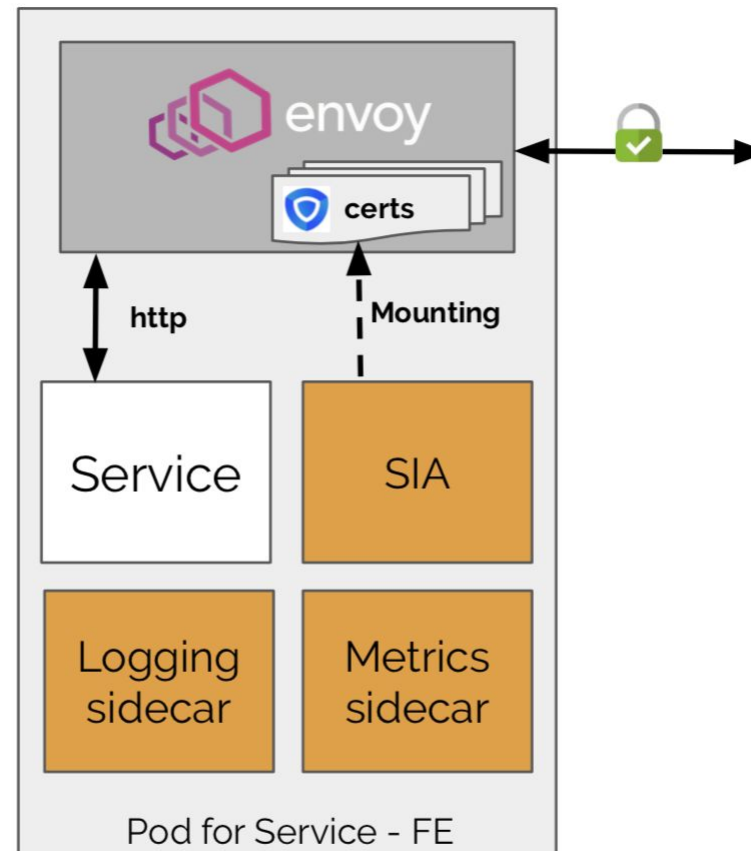 envoy
certs
http
Mounting
Service
SIA
Logging
sidecar
Metrics
sidecar
Pod for Service - FE